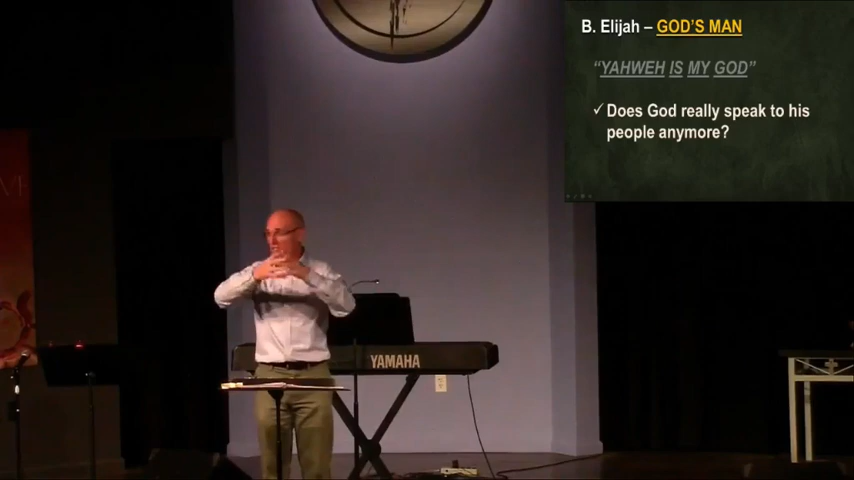 B. Elijah – GOD'S MAN
"YAHWEH IS MY GOD"
✓Does God really speak to his
people anymore?
YAMAHA